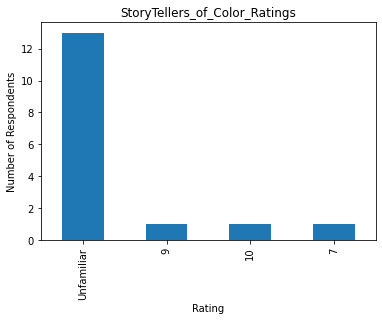 StoryTellers_of_Color_Ratings
Number of Respondents
12
10
8
6
4
2
0
Unfamiliar
9
10
7
Rating